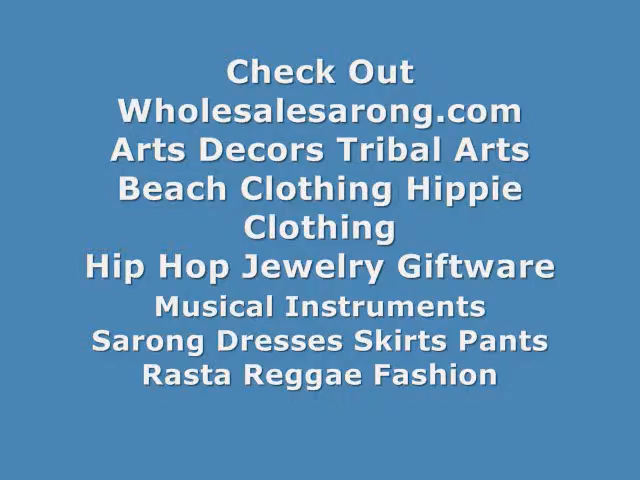 Check Out
Wholesalesarong.com
Arts Decors Tribal Arts
Beach Clothing Hippie
Clothing
Hip Hop Jewelry Giftware
Musical Instruments
Sarong Dresses Skirts Pants
Rasta Reggae Fashion